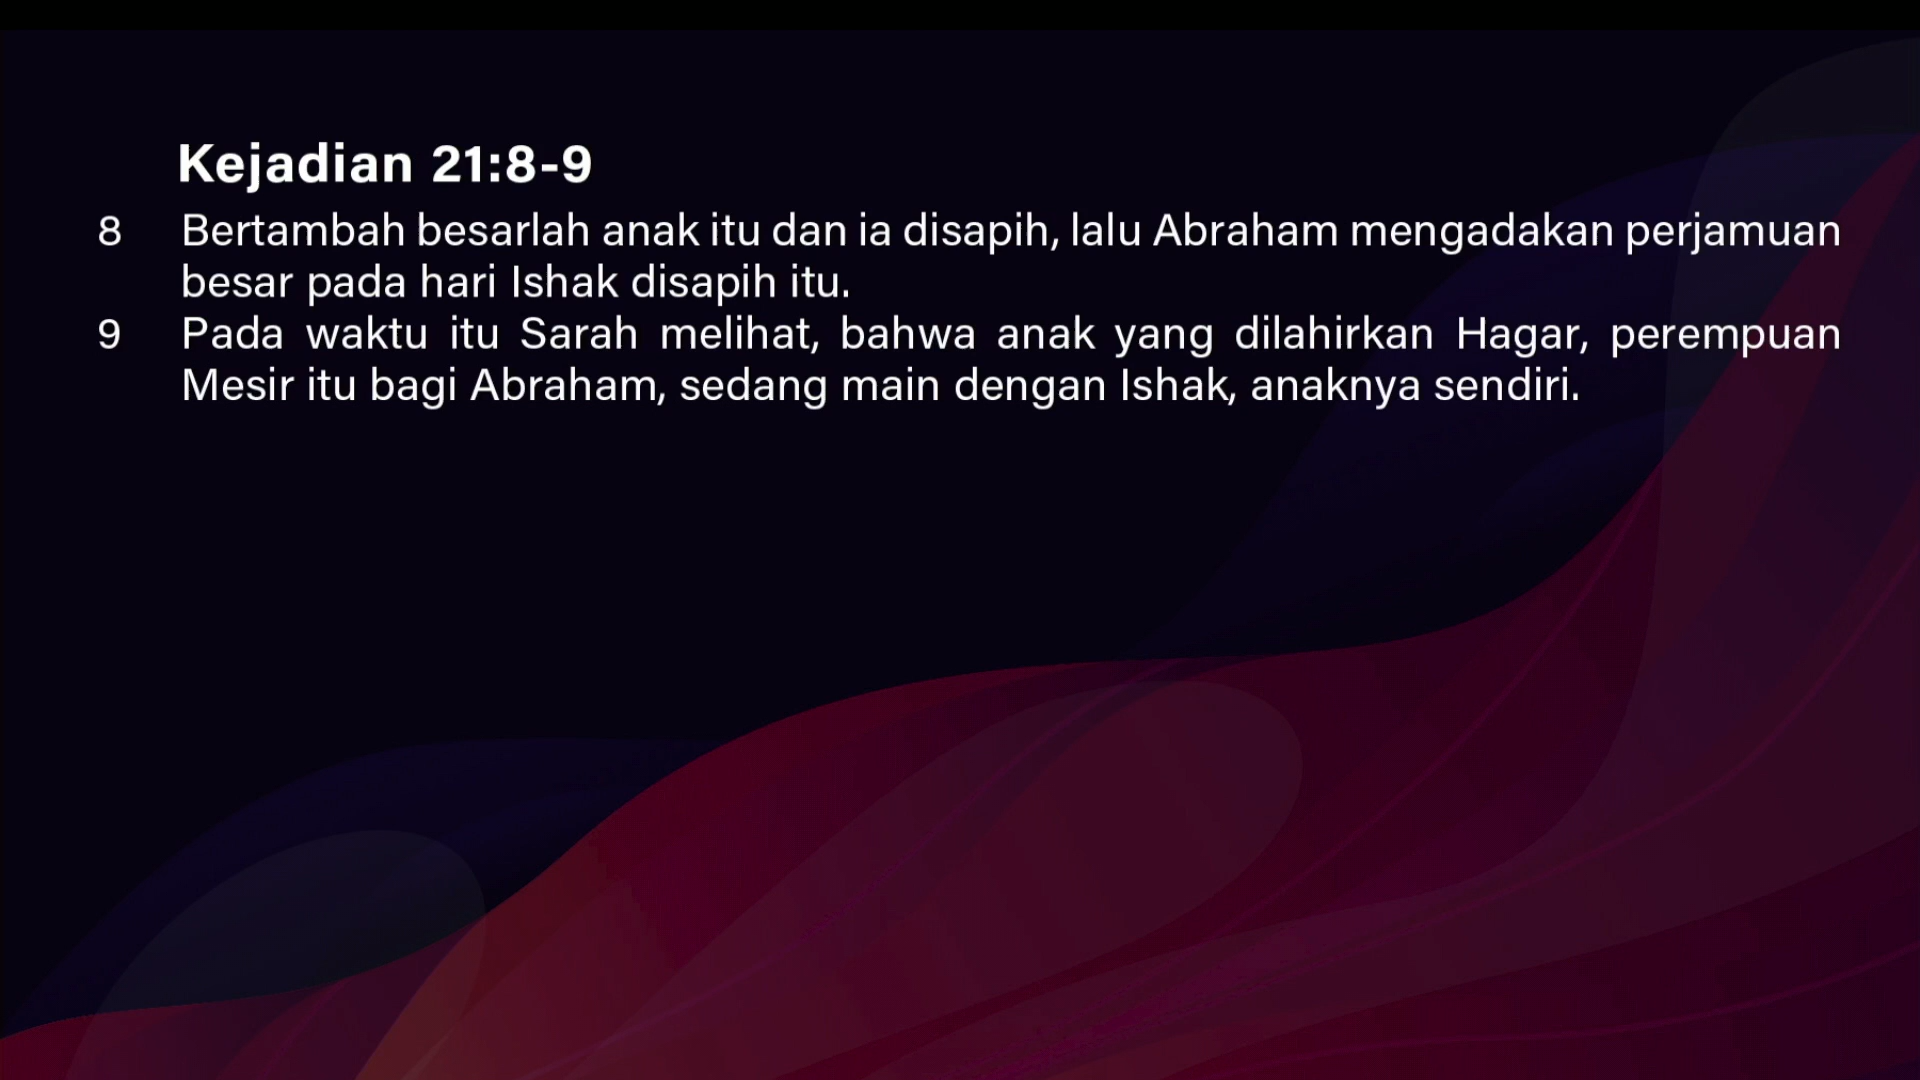 Kejadian 21:8-9
8 Bertambah besarlah anak itu dan ia disapih, lalu Abraham mengadakan perjamuan
besar pada hari Ishak disapih itu.
9 Pada waktu itu Sarah melihat, bahwa anak yang dilahirkan Hagar, perempuan
Mesir itu bagi Abraham, sedang main dengan Ishak, anaknya sendiri.